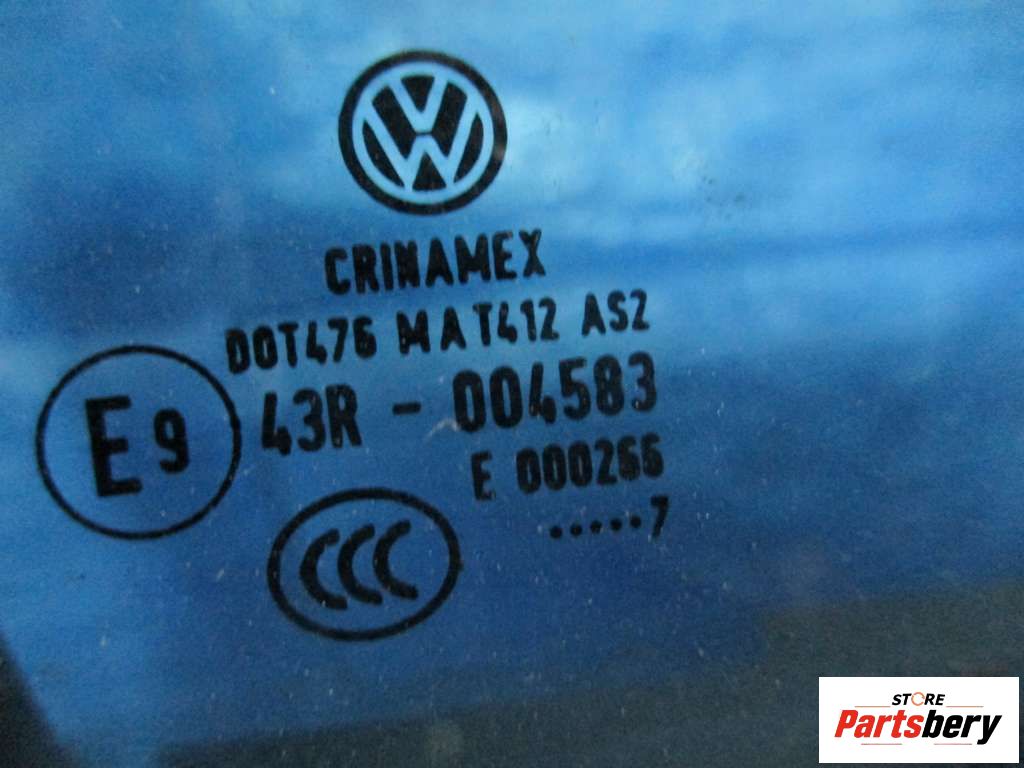 VW
CRINAMEX
DOT476 MAT412 AS2
E9 43R - 004583
E 000266
.....7
CCC
STORE
Partsbery